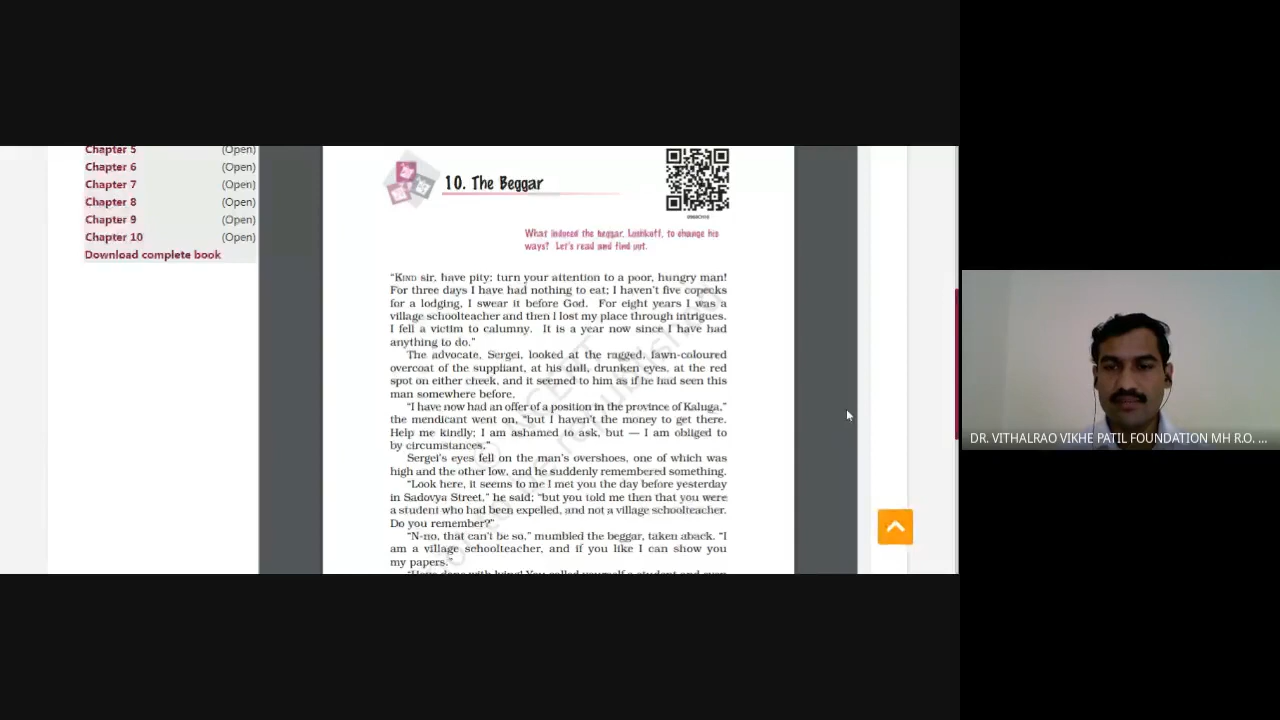 Chapter 5 (Open)
Chapter 6 (Open)
Chapter 7 (Open)
Chapter 8 (Open)
Chapter 9 (Open)
Chapter 10 (Open)
Download complete book
10. The Beggar
What induced the beggar, Lushkoff, to change his
ways? Let's read and find out.
"KIND sir, have pity; turn your attention to a poor, hungry man!
For three days I have had nothing to eat; I haven't five copecks
for a lodging, I swear it before God. For eight years I was a
village schoolteacher and then I lost my place through intrigues.
I fell a victim to calumny. It is a year now since I have had
anything to do."
The advocate, Sergei, looked at the ragged, fawn-coloured
overcoat of the suppliant, at his dull, drunken eyes, at the red
spot on either cheek, and it seemed to him as if he had seen this
man somewhere before.
"I have now had an offer of a position in the province of Kaluga,"
the mendicant went on, "but I haven't the money to get there.
Help me kindly; I am ashamed to ask, but — I am obliged to
by circumstances."
Sergei's eyes fell on the man's overshoes, one of which was
high and the other low, and he suddenly remembered something.
"Look here, it seems to me I met you the day before yesterday
in Sadovya Street," he said; "but you told me then that you were
a student who had been expelled, and not a village schoolteacher.
Do you remember?"
"N-no, that can't be so," mumbled the beggar, taken aback. "I
am a village schoolteacher, and if you like I can show you
my papers."
"Have done with lying! You called yourself a student and even
DR. VITHALRAO VIKHE PATIL FOUNDATION MH R.O. ...